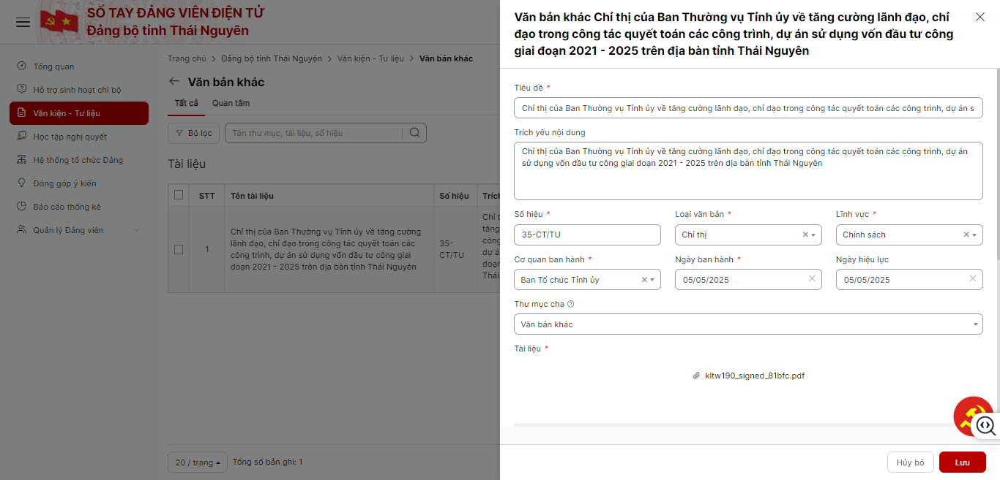 SỔ TAY ĐẢNG VIÊN ĐIỆN TỬ
Đảng bộ tỉnh Thái Nguyên
Tổng quan
Hỗ trợ sinh hoạt chi bộ
Văn kiện - Tư liệu
Học tập nghị quyết
Hệ thống tổ chức Đảng
Đóng góp ý kiến
Báo cáo thống kê
Quản lý Đảng viên
Trang chủ > Đảng bộ tỉnh Thái Nguyên > Văn kiện - Tư liệu > Văn bản khác
Văn bản khác
Tất cả Quan tâm
Bộ lọc Tên thư mục, tài liệu, số hiệu
Tài liệu
STT Tên tài liệu Số hiệu Trích
1
Chỉ thị của Ban Thường vụ Tỉnh ủy về tăng cường
lãnh đạo, chỉ đạo trong công tác quyết toán các
công trình, dự án sử dụng vốn đầu tư công giai
đoạn 2021 - 2025 trên địa bàn tỉnh Thái Nguyên
35-
CT/TU
Chỉ t
tăng
công
dự á
đoạn
Thái
20 / trang Tổng số bản ghi: 1
Văn bản khác Chỉ thị của Ban Thường vụ Tỉnh ủy về tăng cường lãnh đạo, chỉ
đạo trong công tác quyết toán các công trình, dự án sử dụng vốn đầu tư công
giai đoạn 2021 - 2025 trên địa bàn tỉnh Thái Nguyên
Tiêu đề *
Chỉ thị của Ban Thường vụ Tỉnh ủy về tăng cường lãnh đạo, chỉ đạo trong công tác quyết toán các công trình, dự án s
Trích yếu nội dung
Chỉ thị của Ban Thường vụ Tỉnh ủy về tăng cường lãnh đạo, chỉ đạo trong công tác quyết toán các công trình, dự án
sử dụng vốn đầu tư công giai đoạn 2021 - 2025 trên địa bàn tỉnh Thái Nguyên
Số hiệu * Loại văn bản * Lĩnh vực *
35-CT/TU Chỉ thị Chính sách
Cơ quan ban hành * Ngày ban hành * Ngày hiệu lực
Ban Tổ chức Tỉnh ủy 05/05/2025 05/05/2025
Thư mục cha
Văn bản khác
Tài liệu *
kltw190_signed_81bfc.pdf
Hủy bỏ Lưu